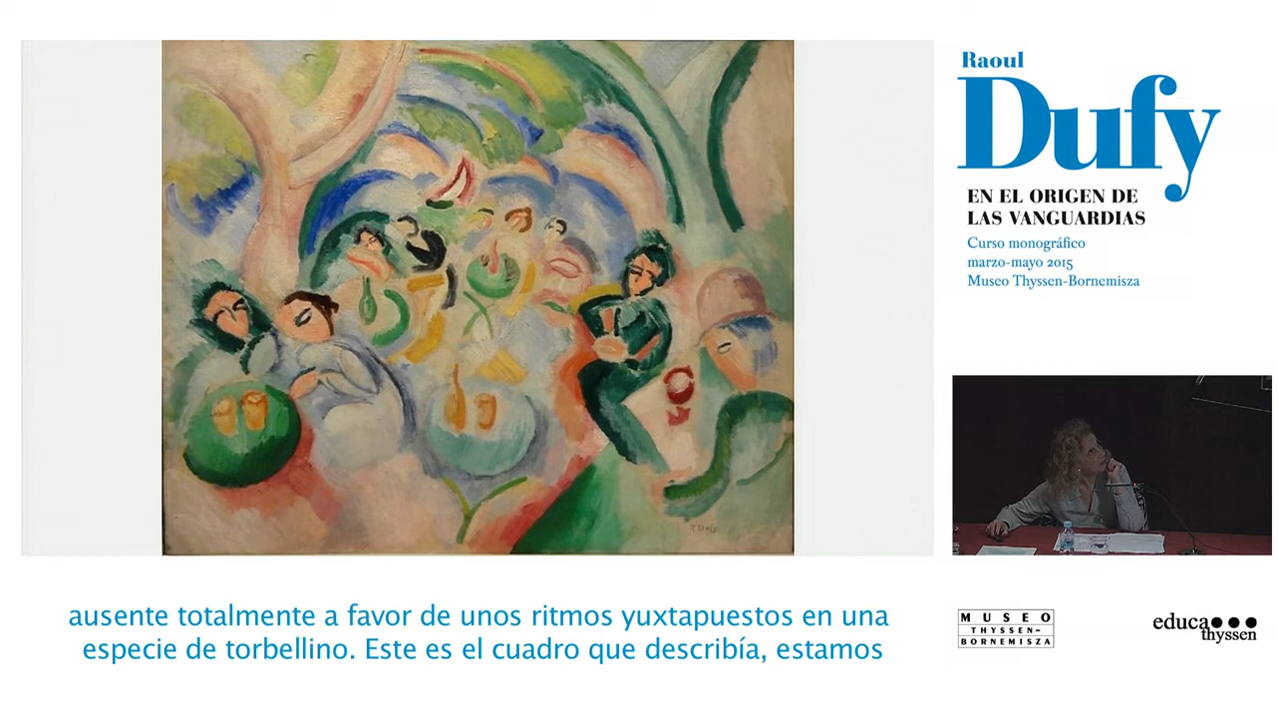 Raoul
Dufy
EN EL ORIGEN DE
LAS VANGUARDIAS
Curso monográfico
marzo-mayo 2015
Museo Thyssen-Bornemisza
ausente totalmente a favor de unos ritmos yuxtapuestos en una
especie de torbellino. Este es el cuadro que describía, estamos
MUSEO
THYSSEN-
BORNEMISZA
educa
thyssen